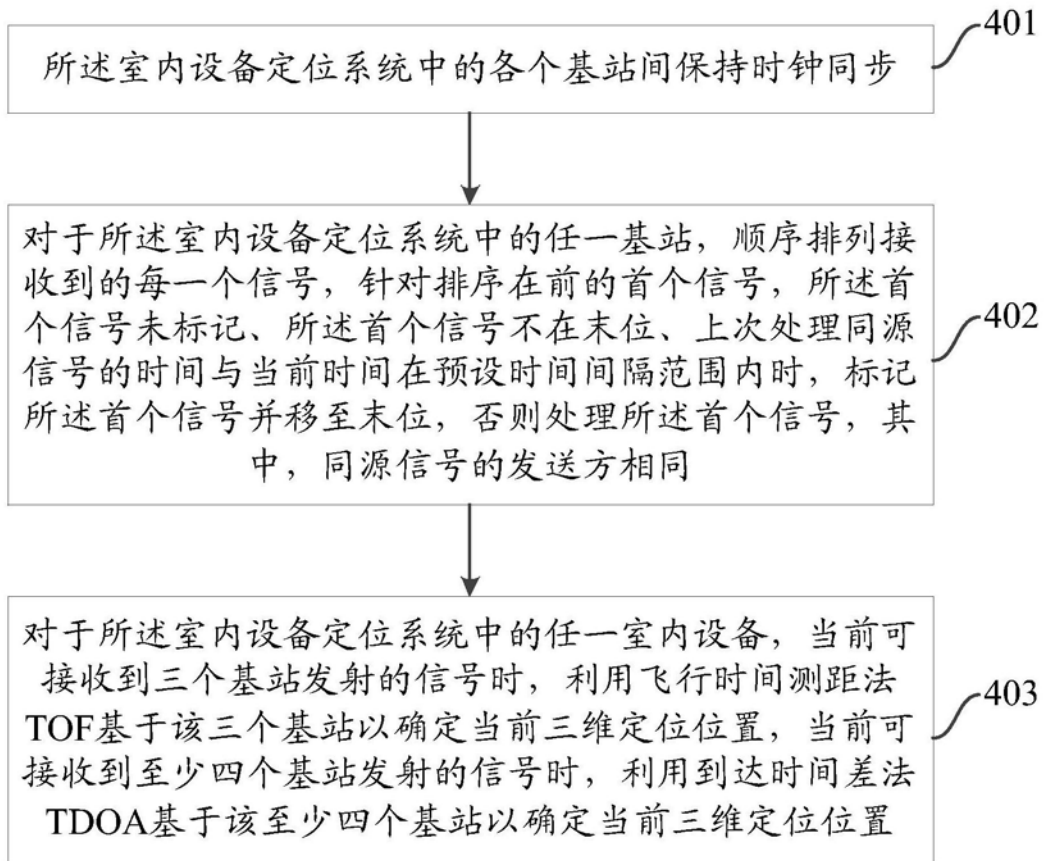 所述室内设备定位系统中的各个基站间保持时钟同步
401
对于所述室内设备定位系统中的任一基站，顺序排列接
收到的每一个信号，针对排序在前的首个信号，所述首
个信号未标记、所述首个信号不在末位、上次处理同源
信号的时间与当前时间在预设时间间隔范围内时，标记
所述首个信号并移至末位，否则处理所述首个信号，其
中，同源信号的发送方相同
402
对于所述室内设备定位系统中的任一室内设备，当前可
接收到三个基站发射的信号时，利用飞行时间测距法
TOF基于该三个基站以确定当前三维定位位置，当前可
接收到至少四个基站发射的信号时，利用到达时间差法
TDOA基于该至少四个基站以确定当前三维定位位置
403